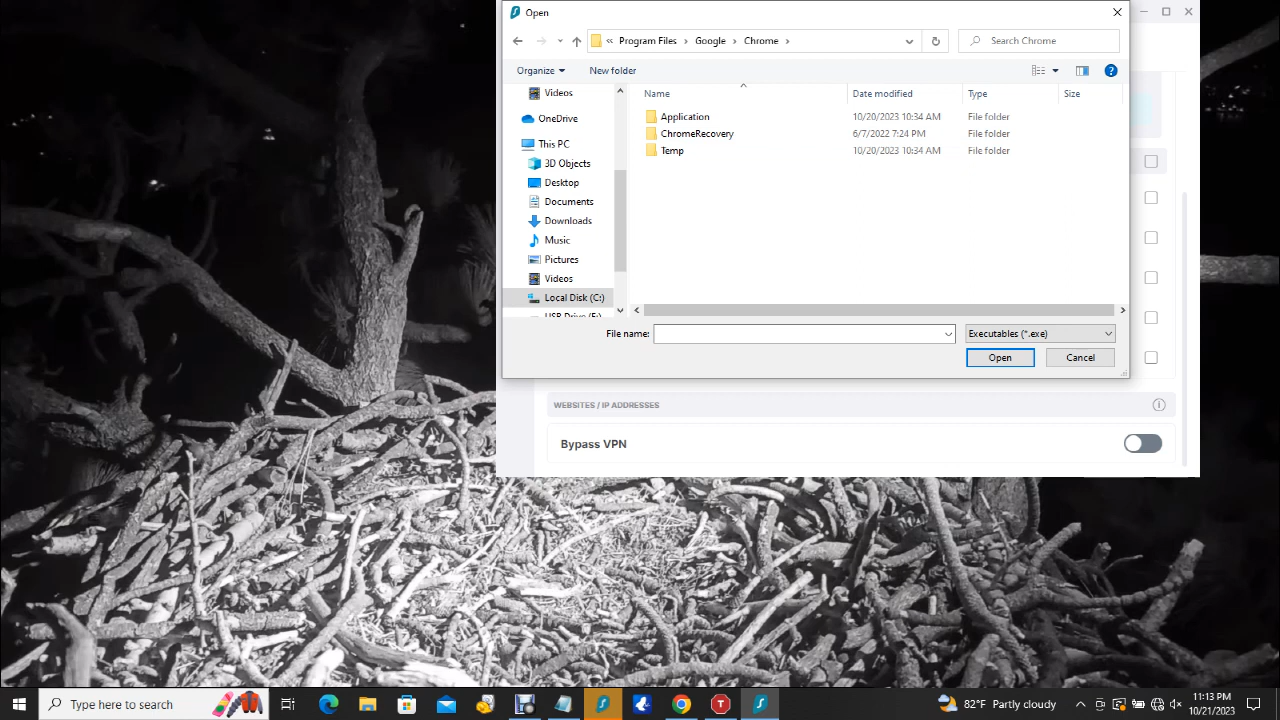 Open
« Program Files › Google › Chrome ›
Search Chrome
Organize
New folder
Name
Date modified
Type
Size
Videos
OneDrive
This PC
3D Objects
Desktop
Documents
Downloads
Music
Pictures
Videos
Local Disk (C:)
USB Drive (F:)
Application 10/20/2023 10:34 AM File folder
ChromeRecovery 6/7/2022 7:24 PM File folder
Temp 10/20/2023 10:34 AM File folder
File name:
Executables (*.exe)
Open
Cancel
WEBSITES / IP ADDRESSES
Bypass VPN
Type here to search
82°F Partly cloudy
11:13 PM
10/21/2023